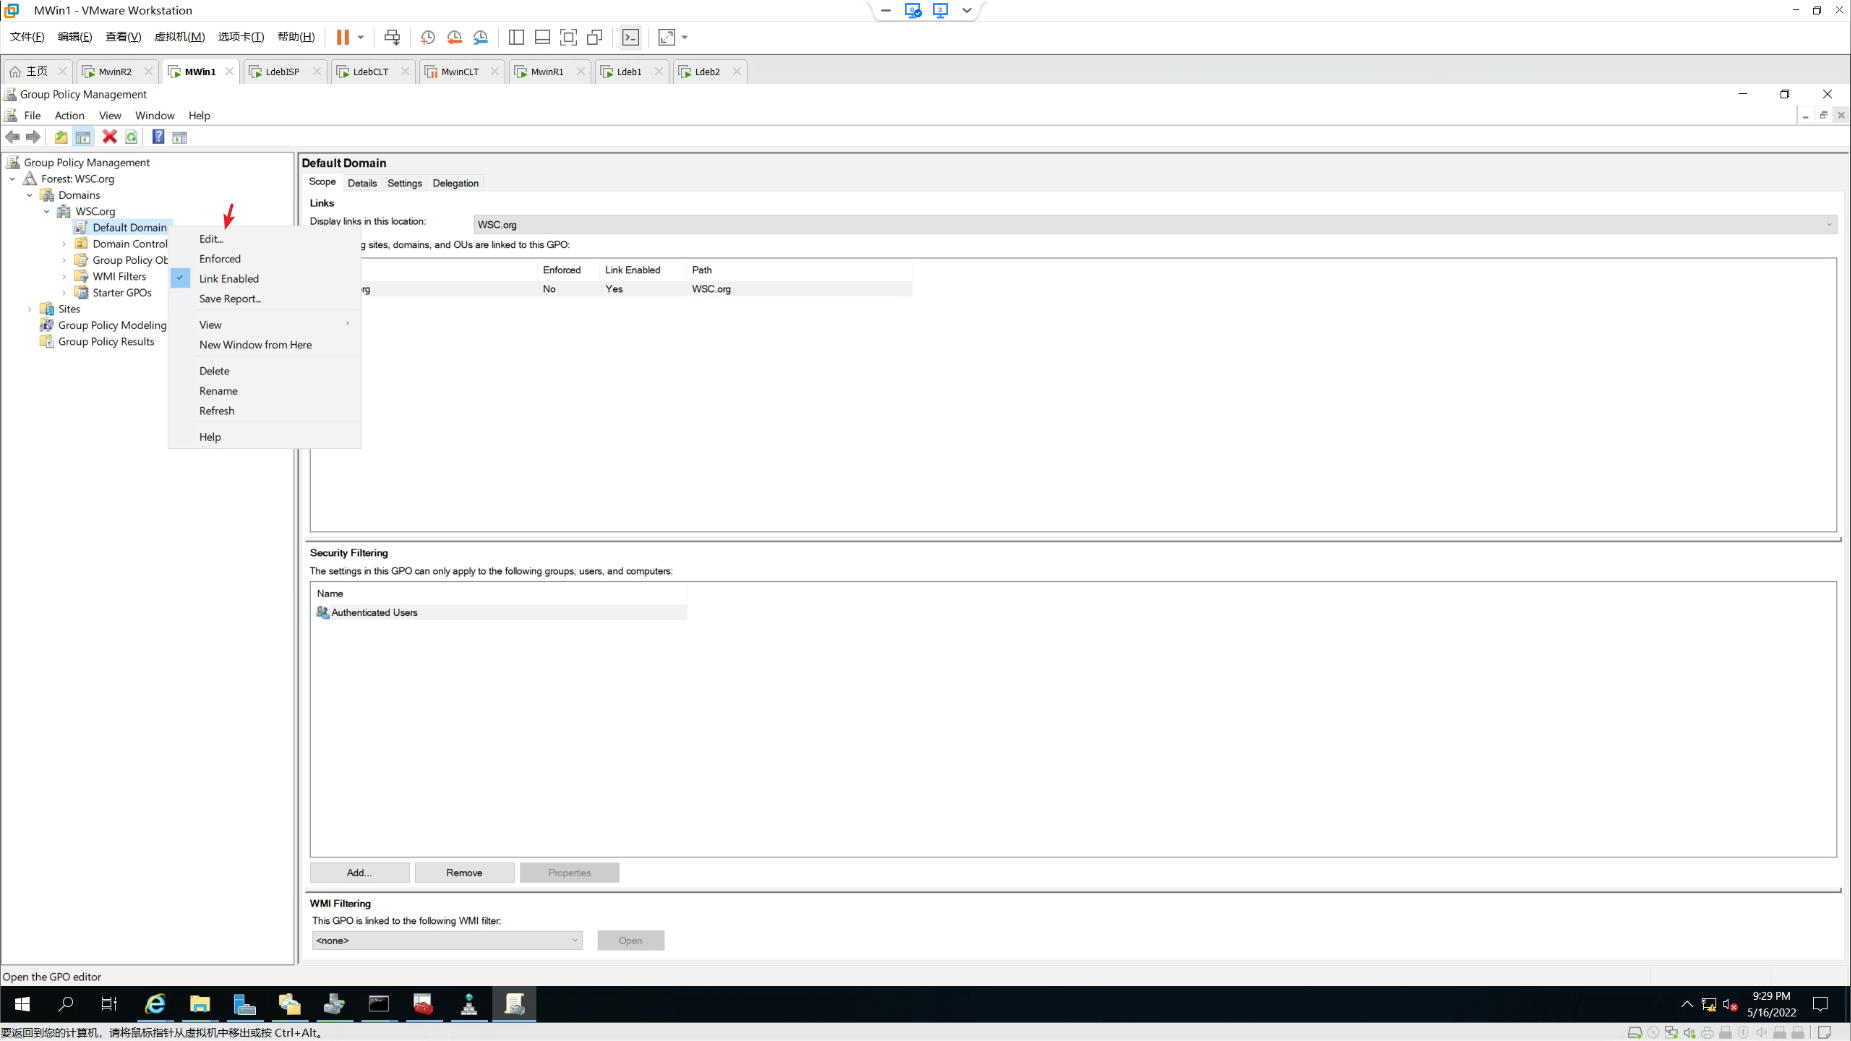 MWin1 - VMware Workstation
文件(F) 编辑(E) 查看(V) 虚拟机(M) 选项卡(T) 帮助(H)
主页 MwinR2 MWin1 LdebISP LdebCLT MwinCLT MwinR1 Ldeb1 Ldeb2
Group Policy Management
File Action View Window Help
Group Policy Management
Forest: WSC.org
Domains
WSC.org
Default Domain
Domain Control
Group Policy Ob
WMI Filters
Starter GPOs
Sites
Group Policy Modeling
Group Policy Results
Edit...
Enforced
Link Enabled
Save Report...
View
New Window from Here
Delete
Rename
Refresh
Help
Default Domain
Scope Details Settings Delegation
Links
Display links in this location: WSC.org
g sites, domains, and OUs are linked to this GPO:
Enforced Link Enabled Path
rg No Yes WSC.org
Security Filtering
The settings in this GPO can only apply to the following groups, users, and computers:
Name
Authenticated Users
Add... Remove Properties
WMI Filtering
This GPO is linked to the following WMI filter:
<none> Open
Open the GPO editor
9:29 PM
5/16/2022
要返回到您的计算机，请将鼠标指针从虚拟机中移出或按 Ctrl+Alt。